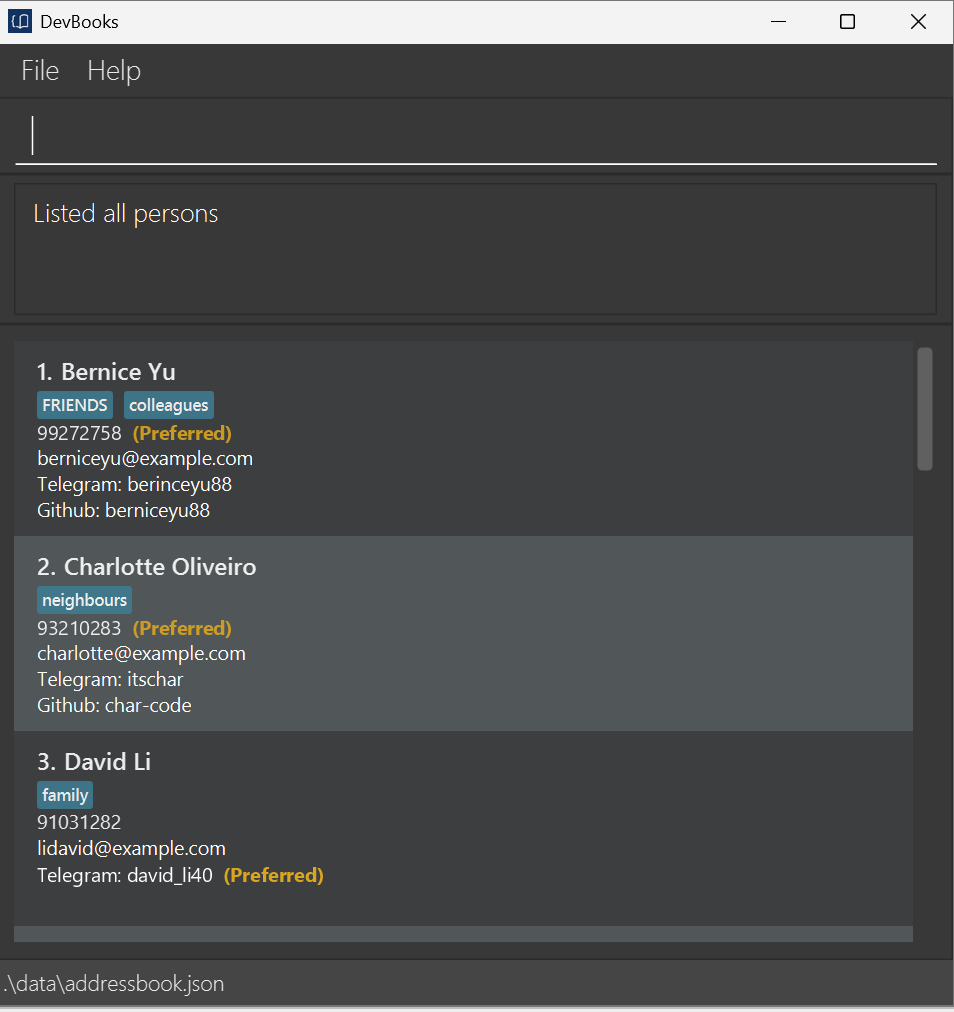 DevBooks
File Help
Listed all persons
1. Bernice Yu
FRIENDS colleagues
99272758 (Preferred)
berniceyu@example.com
Telegram: berinceyu88
Github: berniceyu88
2. Charlotte Oliveiro
neighbours
93210283 (Preferred)
charlotte@example.com
Telegram: itschar
Github: char-code
3. David Li
family
91031282
lidavid@example.com
Telegram: david_li40 (Preferred)
.\data\addressbook.json